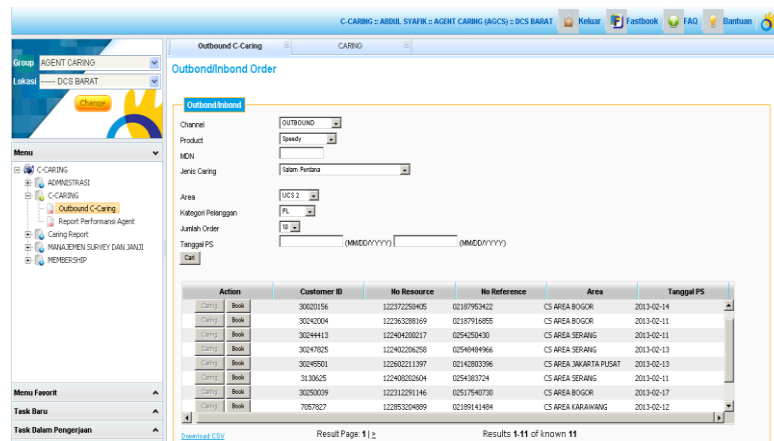 C-CARING :: ABDUL SYAFIK :: AGENT CARING (AGCS) :: DCS BARAT Keluar Fastbook FAQ Bantuan
Group AGENT CARING
Lokasi ------ DCS BARAT
Change
Menu
C-CARING
ADMNISTRASI
C-CARING
Outbound C-Caring
Report Performansi Agent
Caring Report
MANAJEMEN SURVEY DAN JANJI
MEMBERSHIP
Menu Favorit
Task Baru
Task Dalam Pengerjaan
Outbound C-Caring CARING
Outbond/Inbond Order
Outbond/Inbond
Channel OUTBOUND
Product Speedy
MDN
Jenis Caring Salam Perdana
Area UCS 2
Kategori Pelanggan PL
Jumlah Order 10
Tanggal PS (MM/DD/YYYY) (MM/DD/YYYY)
Cari
Action Customer ID No Resource No Reference Area Tanggal PS
Caring Book 30020156 122372250405 02187953422 CS AREA BOGOR 2013-02-14
Caring Book 30242004 122363288169 02187916855 CS AREA BOGOR 2013-02-11
Caring Book 30244413 122404200217 0254250430 CS AREA SERANG 2013-02-11
Caring Book 30247825 122402206258 02548484966 CS AREA SERANG 2013-02-13
Caring Book 30245501 122602211397 02142803396 CS AREA JAKARTA PUSAT 2013-02-13
Caring Book 3130625 122408202604 0254383724 CS AREA SERANG 2013-02-11
Caring Book 30250039 122312291146 02517540730 CS AREA BOGOR 2013-02-17
Caring Book 7057827 122853204889 02189141484 CS AREA KARAWANG 2013-02-12
Download CSV Result Page: 1 | > Results 1-11 of known 11